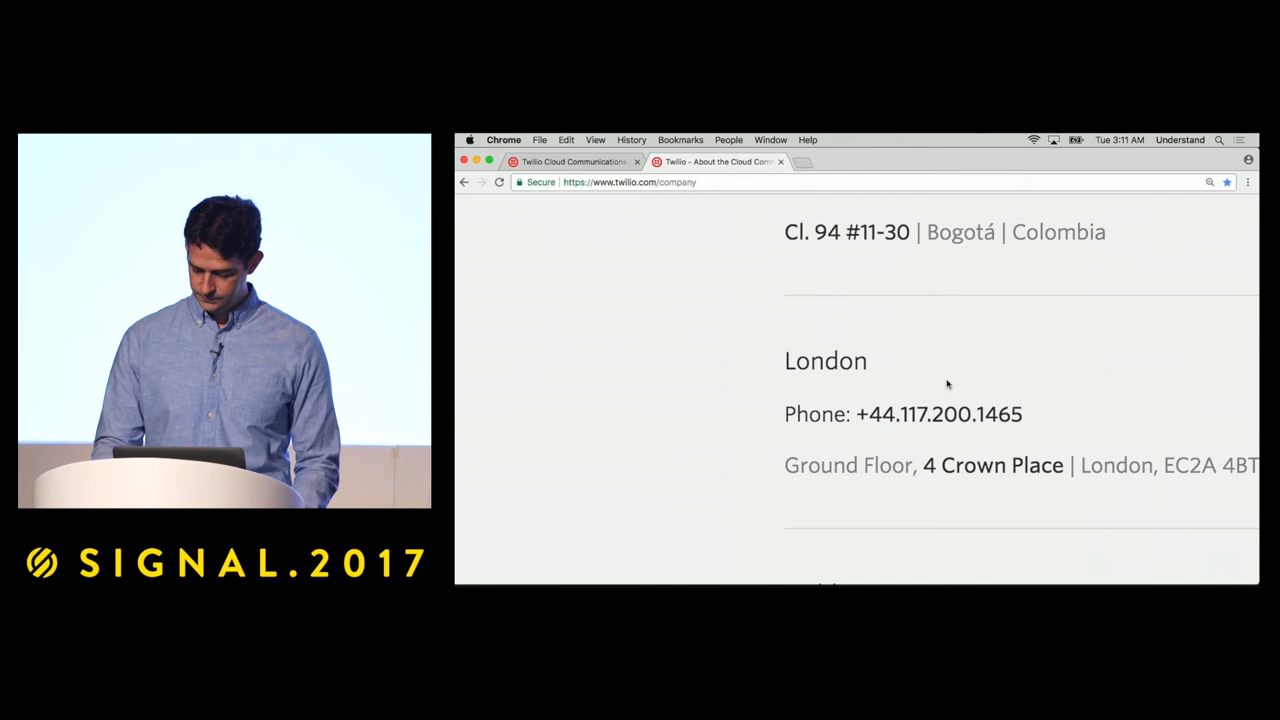 Chrome File Edit View History Bookmarks People Window Help Tue 3:11 AM Understand
Twilio Cloud Communications Twilio - About the Cloud Com
Secure https://www.twilio.com/company
Cl. 94 #11-30 | Bogotá | Colombia
London
Phone: +44.117.200.1465
Ground Floor, 4 Crown Place | London, EC2A 4BT
SIGNAL.2017